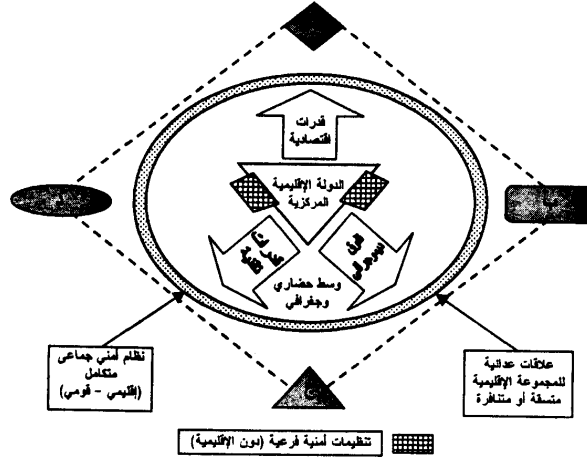 قدرات
اقتصادية
الدولة الإقليمية
المركزية
وسط حضاري
وجغرافي
نظام أمني جماعى
متكامل
(إقليمي - قومي)
علاقات عدائية
للمجموعة الإقليمية
متسقة أو متنافرة
تنظيمات أمنية فرعية (دون الإقليمية)